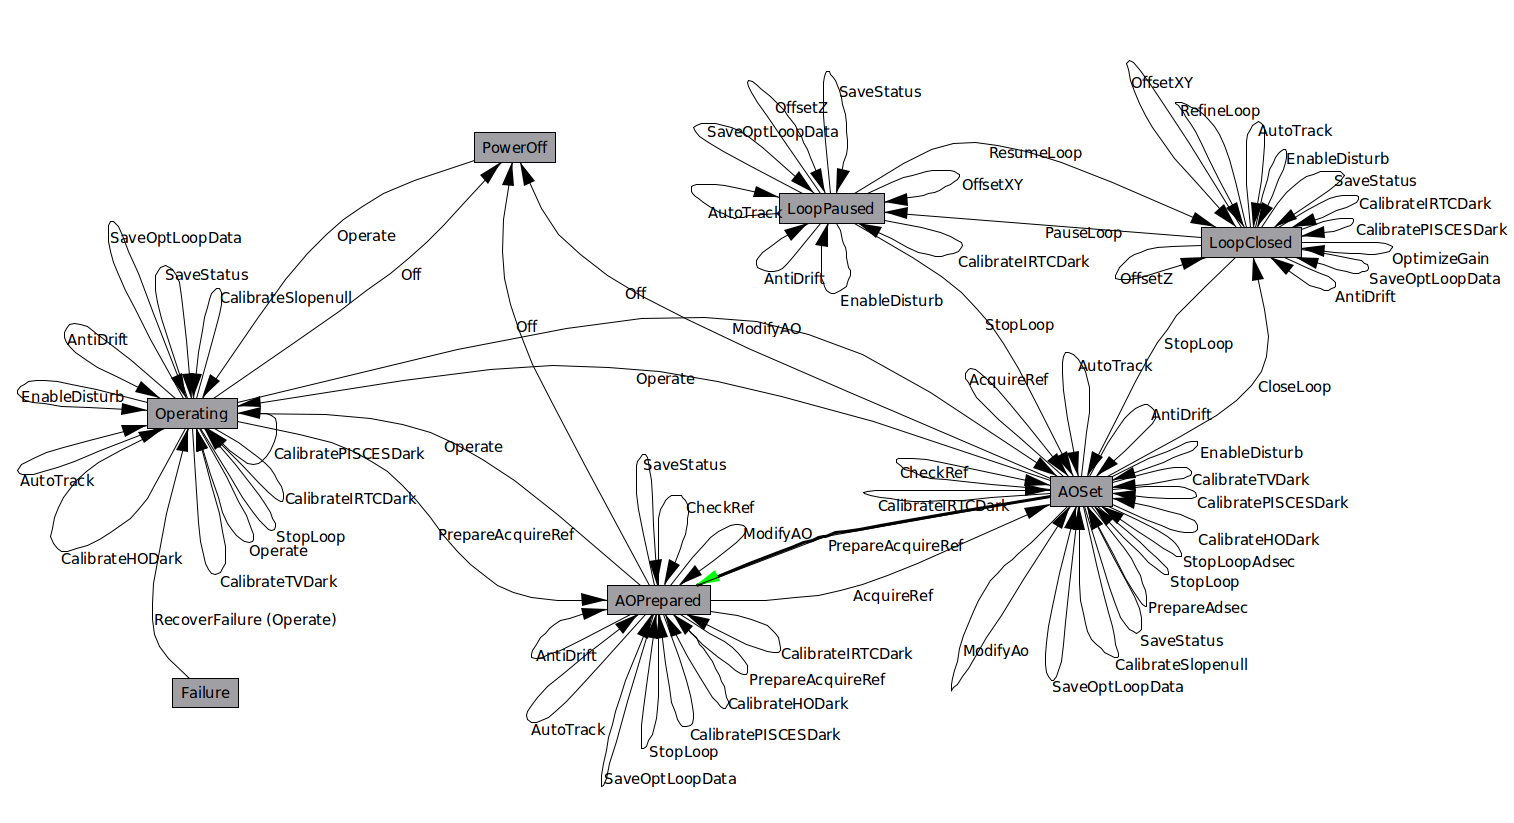 OffsetXY
SaveStatus
OffsetZ
RefineLoop
SaveOptLoopData
AutoTrack
PowerOff
ResumeLoop
EnableDisturb
OffsetXY
SaveStatus
CalibrateIRTCDark
AutoTrack
LoopPaused
CalibratePISCESDark
PauseLoop
Operate
SaveOptLoopData
LoopClosed
OptimizeGain
SaveStatus
Off
AntiDrift
CalibrateIRTCDark
OffsetZ
SaveOptLoopData
CalibrateSlopenull
Off
EnableDisturb
AntiDrift
AntiDrift
Off
ModifyAO
StopLoop
StopLoop
AutoTrack
EnableDisturb
Operate
AcquireRef
CloseLoop
Operating
AntiDrift
CalibratePISCESDark
Operate
EnableDisturb
SaveStatus
CheckRef
AutoTrack
CalibrateTVDark
CalibrateIRTCDark
AOSet
CalibratePISCESDark
CheckRef
CalibrateIRTCDark
StopLoop
PrepareAcquireRef
ModifyAO
CalibrateHODark
Operate
PrepareAcquireRef
CalibrateHODark
StopLoopAdsec
CalibrateTVDark
StopLoop
AOPrepared
AcquireRef
PrepareAdsec
RecoverFailure (Operate)
SaveStatus
AntiDrift
CalibrateIRTCDark
ModifyAo
CalibrateSlopenull
PrepareAcquireRef
SaveOptLoopData
Failure
CalibrateHODark
AutoTrack
CalibratePISCESDark
StopLoop
SaveOptLoopData